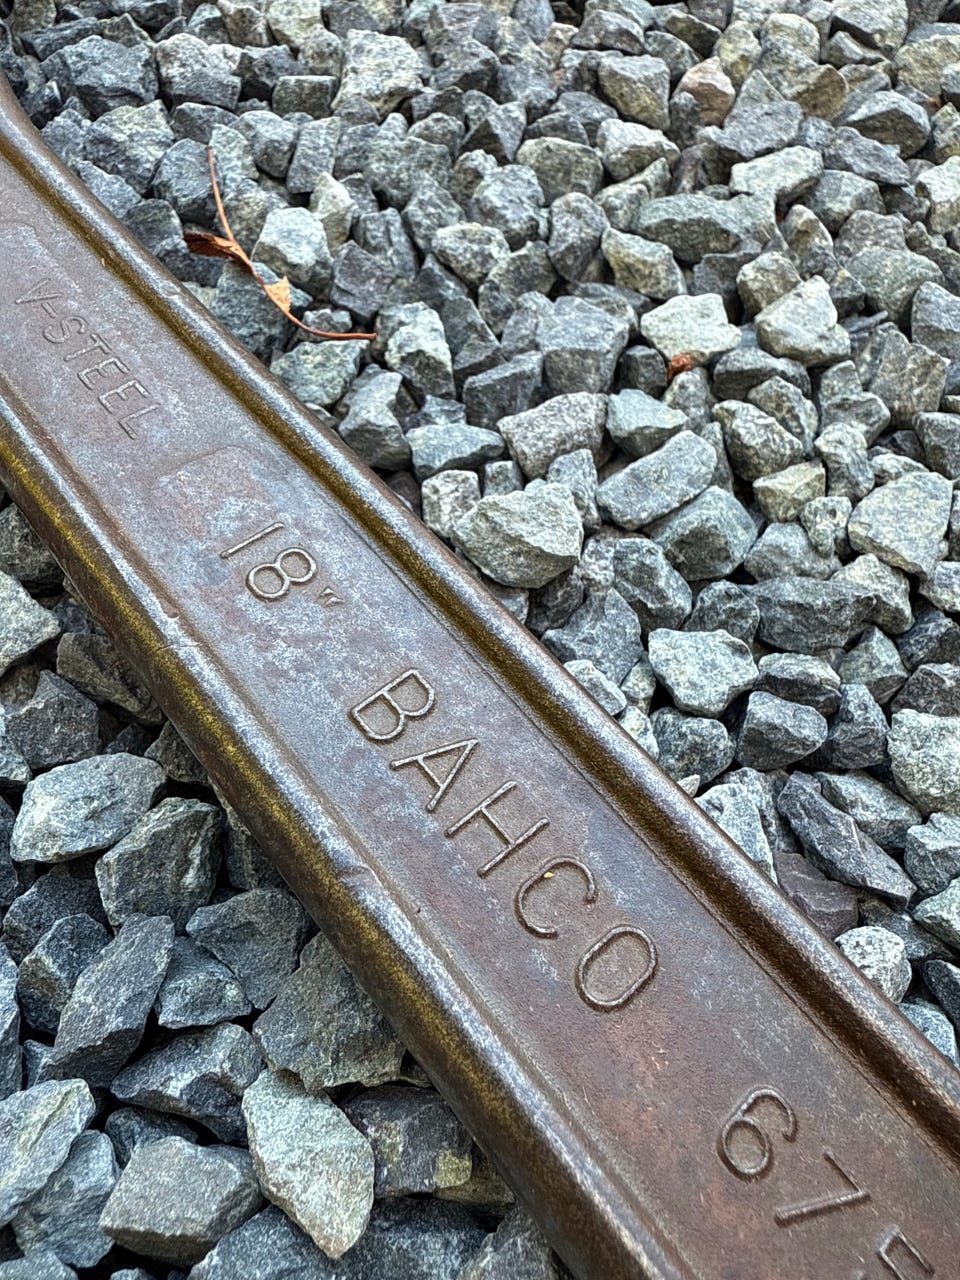 V-STEEL
18" BAHCO 67